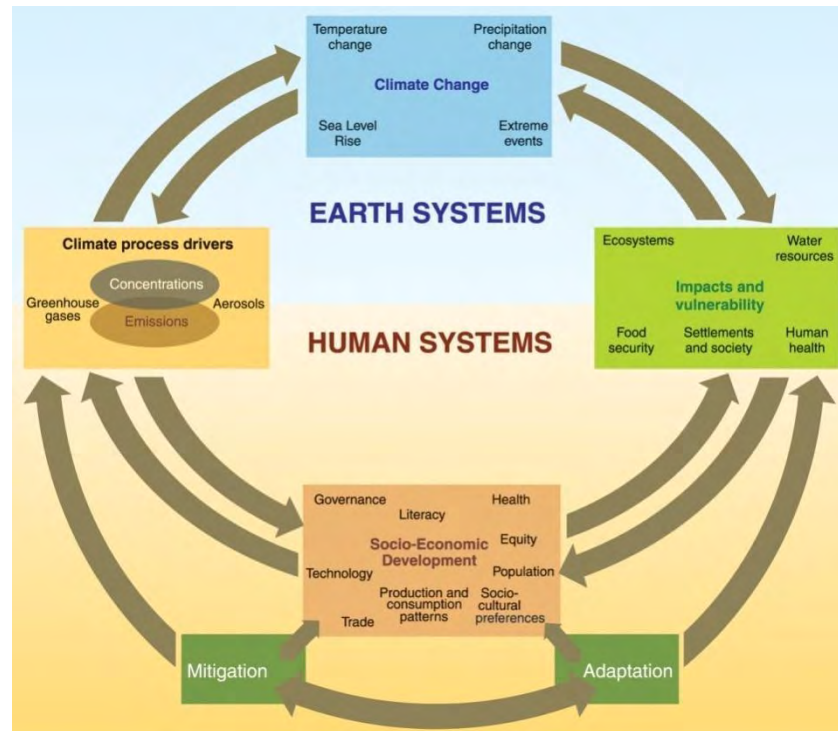 Temperature
change
Precipitation
change
Climate Change
Sea Level
Rise
Extreme
events
EARTH SYSTEMS
Climate process drivers
Concentrations
Greenhouse
gases
Aerosols
Emissions
Ecosystems
Water
resources
Impacts and
vulnerability
Food
security
Settlements
and society
Human
health
HUMAN SYSTEMS
Governance
Literacy
Health
Socio-Economic
Development
Equity
Technology
Population
Production and
consumption
patterns
Socio-
cultural
preferences
Trade
Mitigation
Adaptation